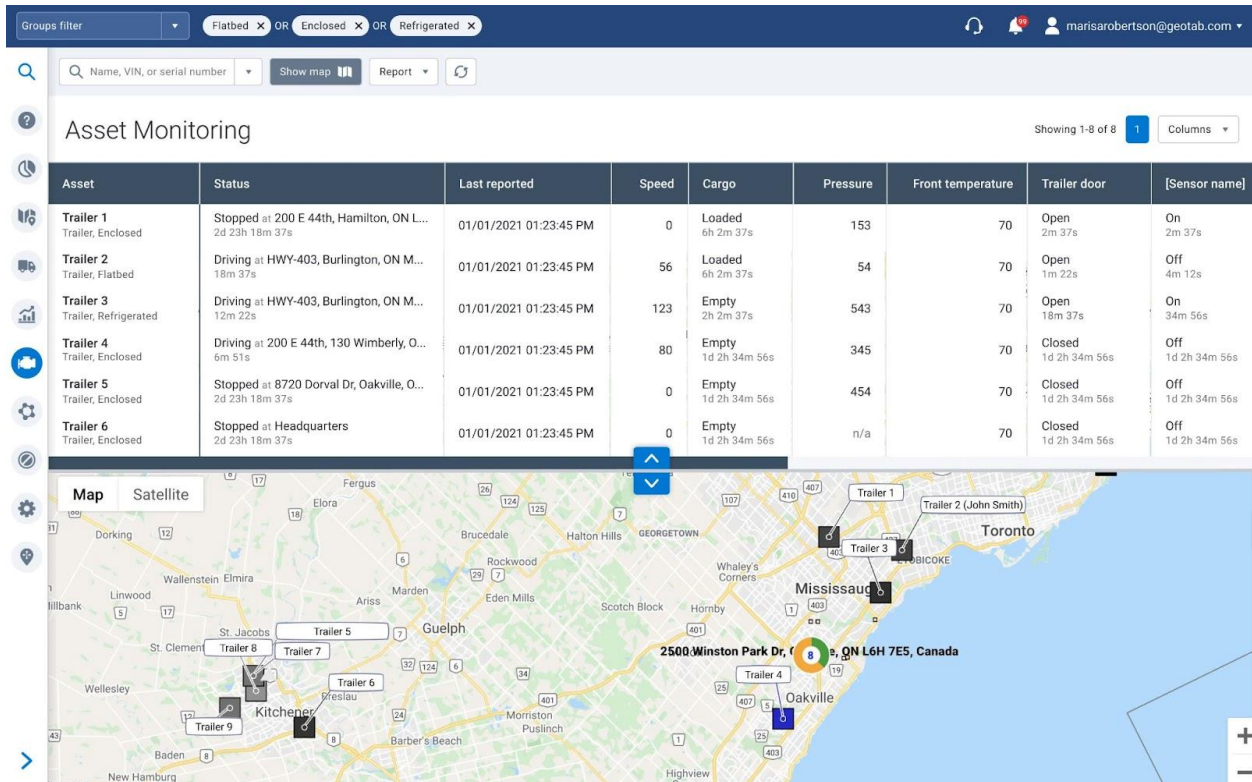 Groups filter
Flatbed × OR Enclosed × OR Refrigerated ×
99
marisarobertson@geotab.com
Name, VIN, or serial number
Show map
Report
Asset Monitoring
Showing 1-8 of 8
1
Columns
Asset Status Last reported Speed Cargo Pressure Front temperature Trailer door [Sensor name]
Trailer 1 Stopped at 200 E 44th, Hamilton, ON L... 01/01/2021 01:23:45 PM 0 Loaded 153 70 Open On
Trailer, Enclosed 2d 23h 18m 37s 6h 2m 37s 2m 37s 2m 37s
Trailer 2 Driving at HWY-403, Burlington, ON M... 01/01/2021 01:23:45 PM 56 Loaded 54 70 Open Off
Trailer, Flatbed 18m 37s 6h 2m 37s 1m 22s 4m 12s
Trailer 3 Driving at HWY-403, Burlington, ON M... 01/01/2021 01:23:45 PM 123 Empty 543 70 Open On
Trailer, Refrigerated 12m 22s 2h 2m 37s 18m 37s 34m 56s
Trailer 4 Driving at 200 E 44th, 130 Wimberly, O... 01/01/2021 01:23:45 PM 80 Empty 345 70 Closed Off
Trailer, Enclosed 6m 51s 1d 2h 34m 56s 1d 2h 34m 56s 1d 2h 34m 56s
Trailer 5 Stopped at 8720 Dorval Dr, Oakville, O... 01/01/2021 01:23:45 PM 0 Empty 454 70 Closed Off
Trailer, Enclosed 2d 23h 18m 37s 1d 2h 34m 56s 1d 2h 34m 56s 1d 2h 34m 56s
Trailer 6 Stopped at Headquarters 01/01/2021 01:23:45 PM 0 Empty n/a 70 Closed Off
Trailer, Enclosed 2d 23h 18m 37s 1d 2h 34m 56s 1d 2h 34m 56s 1d 2h 34m 56s
Map Satellite
Fergus
Elora
Dorking
Brucedale
Halton Hills
GEORGETOWN
Trailer 1
Trailer 2 (John Smith)
Toronto
Trailer 3
Rockwood
Whaley's
Corners
Wallenstein
Elmira
Marden
Ariss
Eden Mills
Linwood
Scotch Block
Hornby
Guelph
St. Jacobs
Trailer 5
St. Clement
Trailer 8
Trailer 7
2500 Winston Park Dr,
8
ON L6H 7E5, Canada
Trailer 4
Oakville
Wellesley
Trailer 6
Kitchener
Trailer 9
Morriston
Puslinch
Barber's Beach
Baden
Highview
New Hamburg